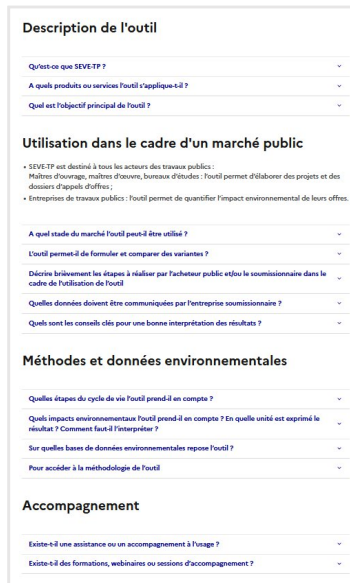 Description de l'outil
Qu'est-ce que SEVE-TP ?
A quels produits ou services l'outil s'applique-t-il ?
Quel est l'objectif principal de l'outil ?
Utilisation dans le cadre d'un marché public
• SEVE-TP est destiné à tous les acteurs des travaux publics :
Maîtres d'ouvrage, maîtres d'œuvre, bureaux d'études : l'outil permet d'élaborer des projets et des
dossiers d'appels d'offres ;
• Entreprises de travaux publics : l'outil permet de quantifier l'impact environnemental de leurs offres.
A quel stade du marché l'outil peut-il être utilisé ?
L'outil permet-il de formuler et comparer des variantes ?
Décrire brièvement les étapes à réaliser par l'acheteur public et/ou le soumissionnaire dans le
cadre de l'utilisation de l'outil
Quelles données doivent être communiquées par l'entreprise soumissionnaire ?
Quels sont les conseils clés pour une bonne interprétation des résultats ?
Méthodes et données environnementales
Quelles étapes du cycle de vie l'outil prend-il en compte ?
Quels impacts environnementaux l'outil prend-il en compte ? En quelle unité est exprimé le
résultat ? Comment faut-il l'interpréter ?
Sur quelles bases de données environnementales repose l'outil ?
Pour accéder à la méthodologie de l'outil
Accompagnement
Existe-t-il une assistance ou un accompagnement à l'usage ?
Existe-t-il des formations, webinaires ou sessions d'accompagnement ?